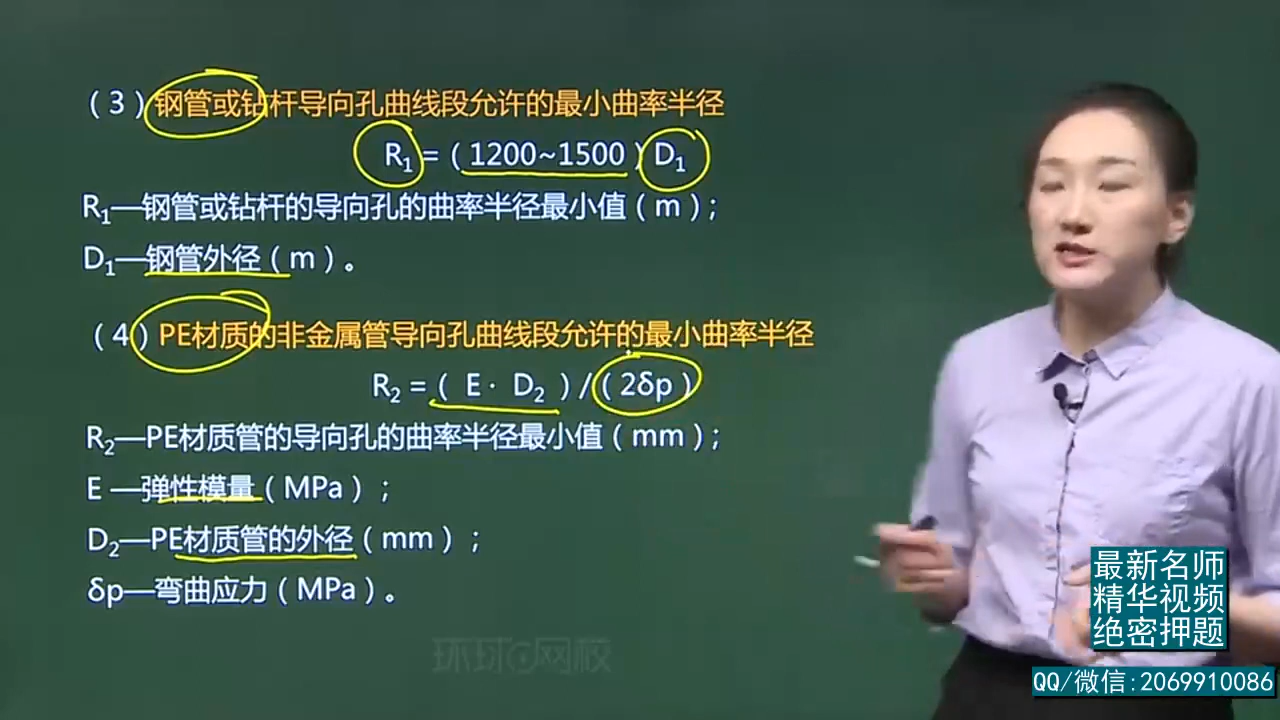 （3）钢管或钻杆导向孔曲线段允许的最小曲率半径
R₁ =（1200~1500）D₁
R₁—钢管或钻杆的导向孔的曲率半径最小值（m）;
D₁—钢管外径（m）。
（4）PE材质的非金属管导向孔曲线段允许的最小曲率半径
R₂ =（ E · D₂ ）/（2δp）
R₂—PE材质管的导向孔的曲率半径最小值（mm）;
E —弹性模量（MPa）;
D₂—PE材质管的外径（mm）;
δp—弯曲应力（MPa）。
环球网校
最新名师
精华视频
绝密押题
QQ/微信:2069910086